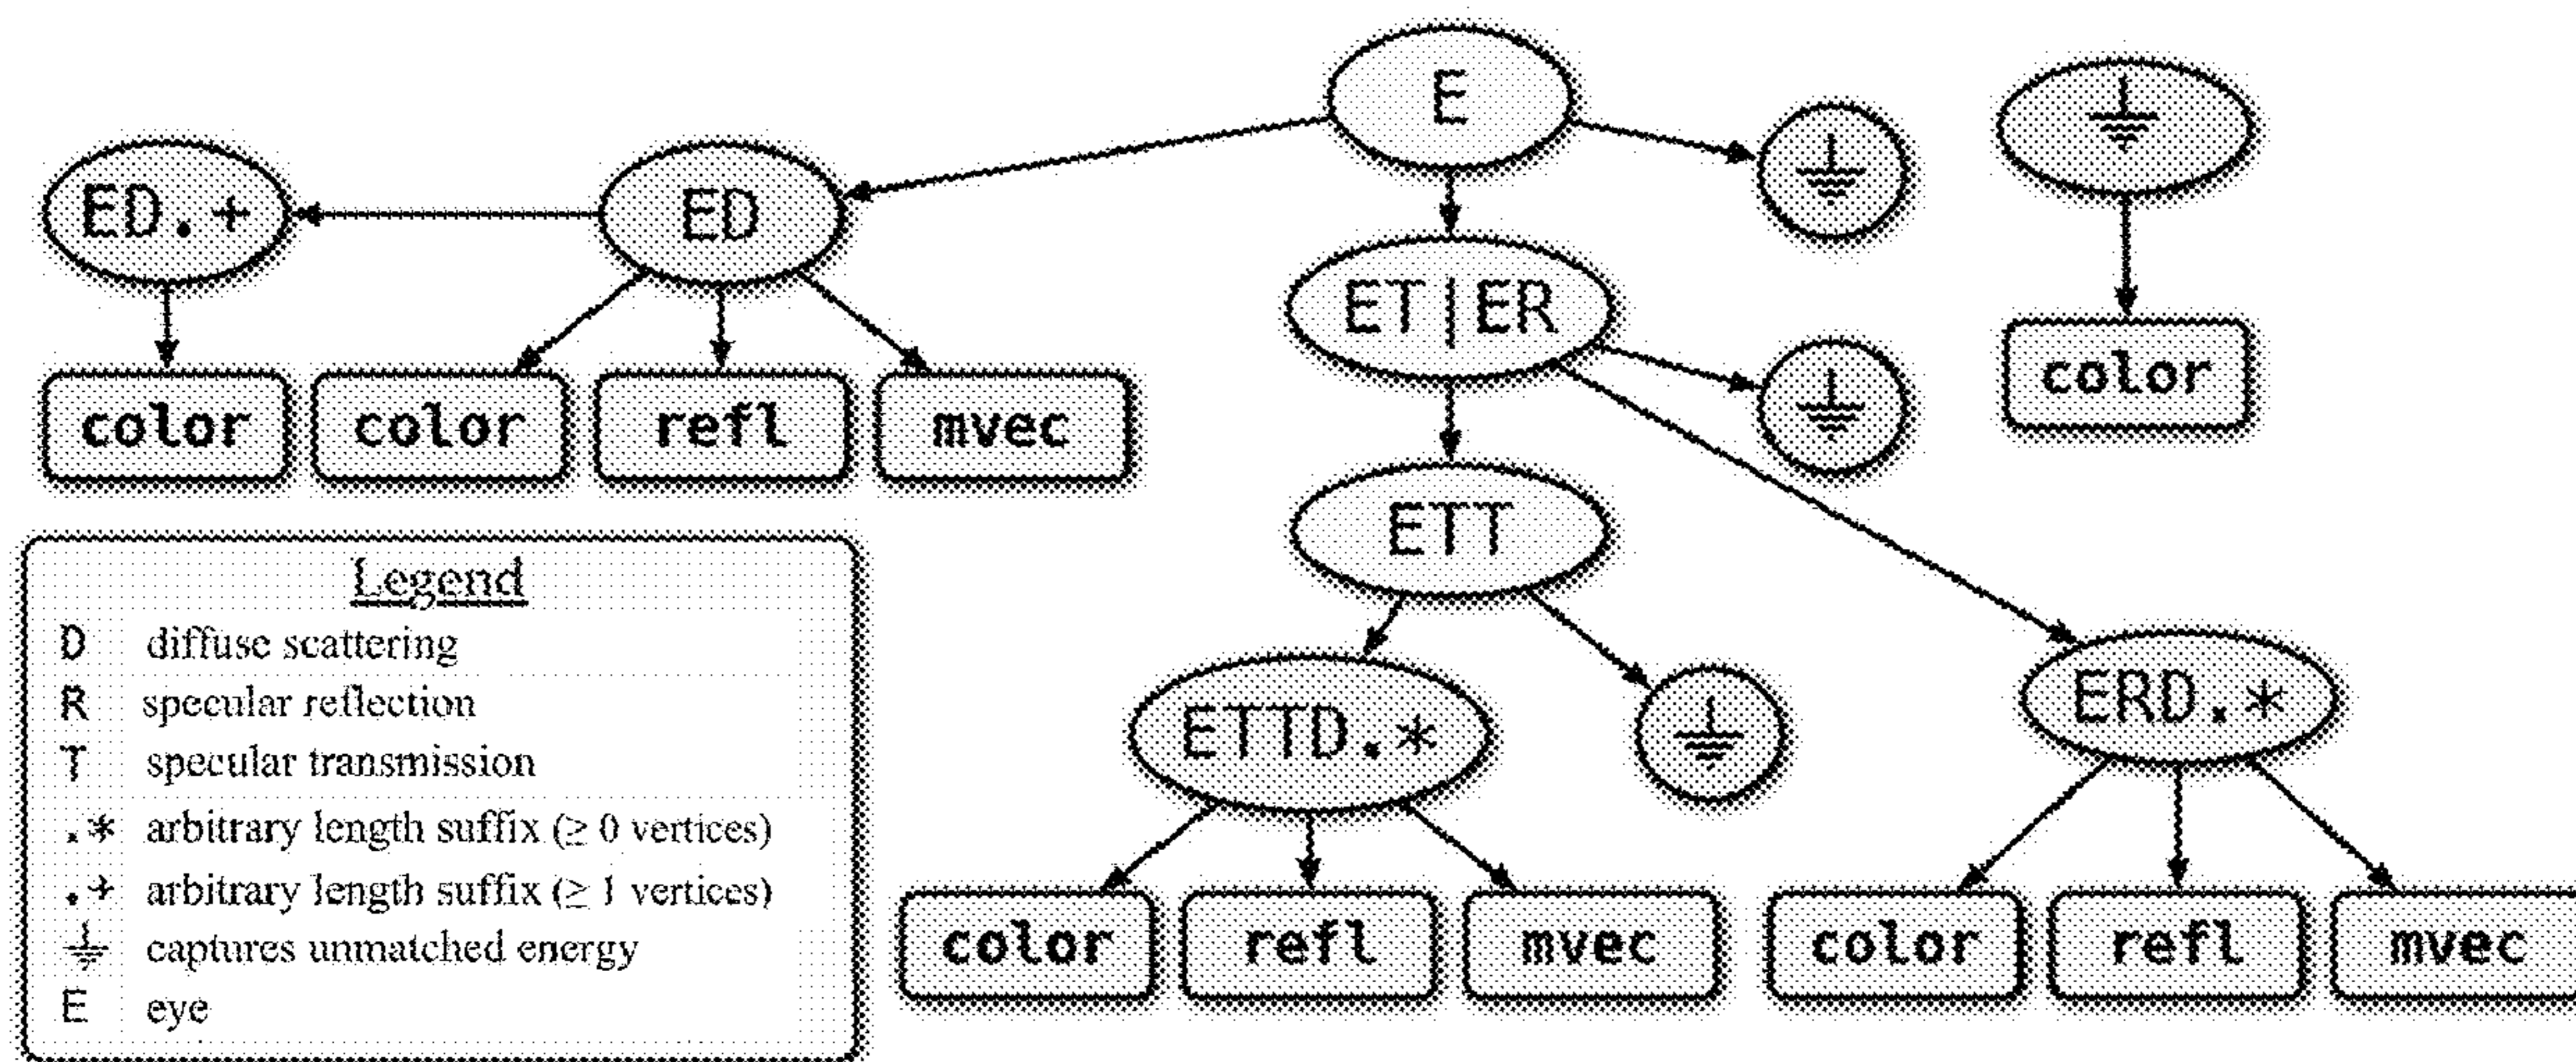 E
ED.+
ED
ET|ER
color
color
color
refl
mvec
ETT
ETTD.*
ERD.*
color
refl
mvec
color
refl
mvec
Legend
D diffuse scattering
R specular reflection
T specular transmission
.* arbitrary length suffix (≥ 0 vertices)
.+ arbitrary length suffix (≥ 1 vertices)
⏚ captures unmatched energy
E eye